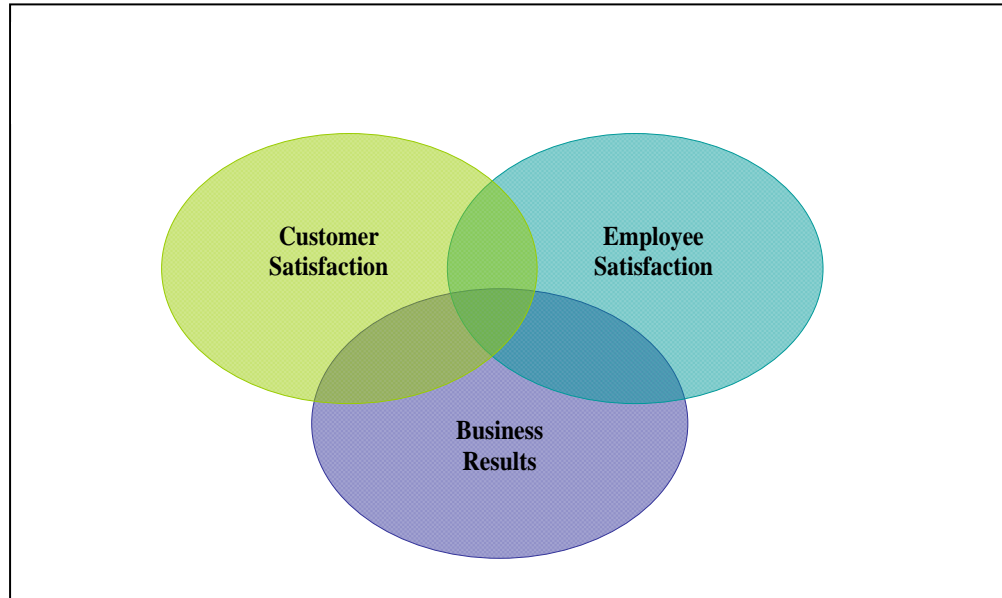 Customer
Satisfaction
Employee
Satisfaction
Business
Results